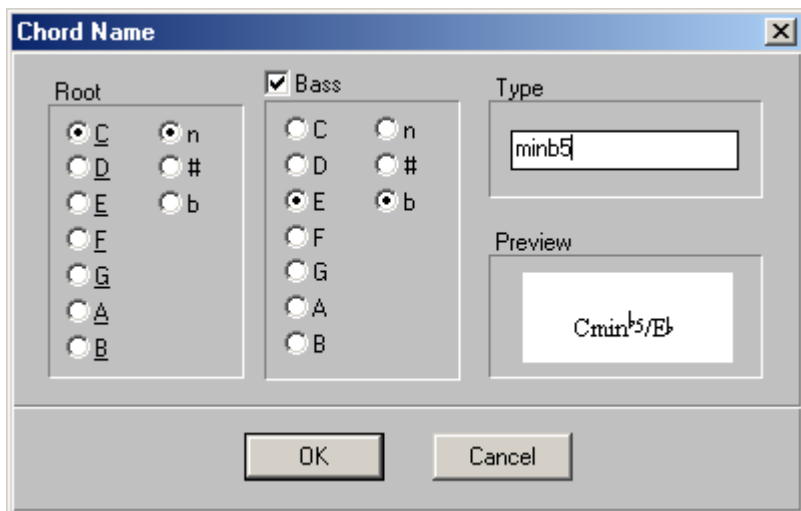 Chord Name
Root
C n
D #
E b
F
G
A
B
Bass
C n
D #
E b
F
G
A
B
Type
minb5
Preview
Cmin♭5/E♭
OK Cancel